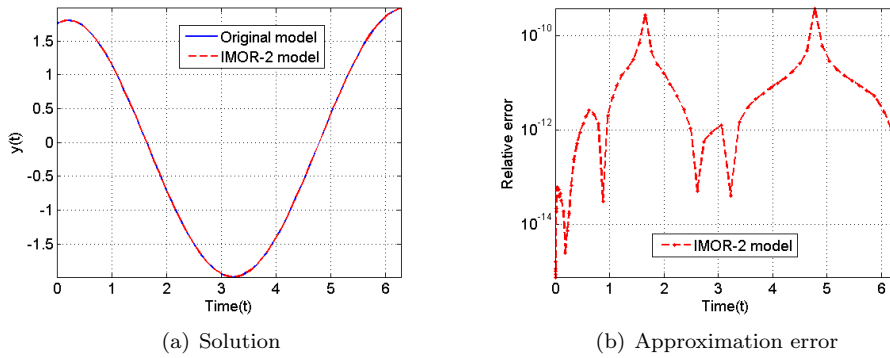 Original model
IMOR-2 model
y(t)
1.5
1
0.5
0
-0.5
-1
-1.5
0 1 2 3 4 5 6
Time(t)
(a) Solution
Relative error
10^-10
10^-12
10^-14
IMOR-2 model
0 1 2 3 4 5 6
Time(t)
(b) Approximation error